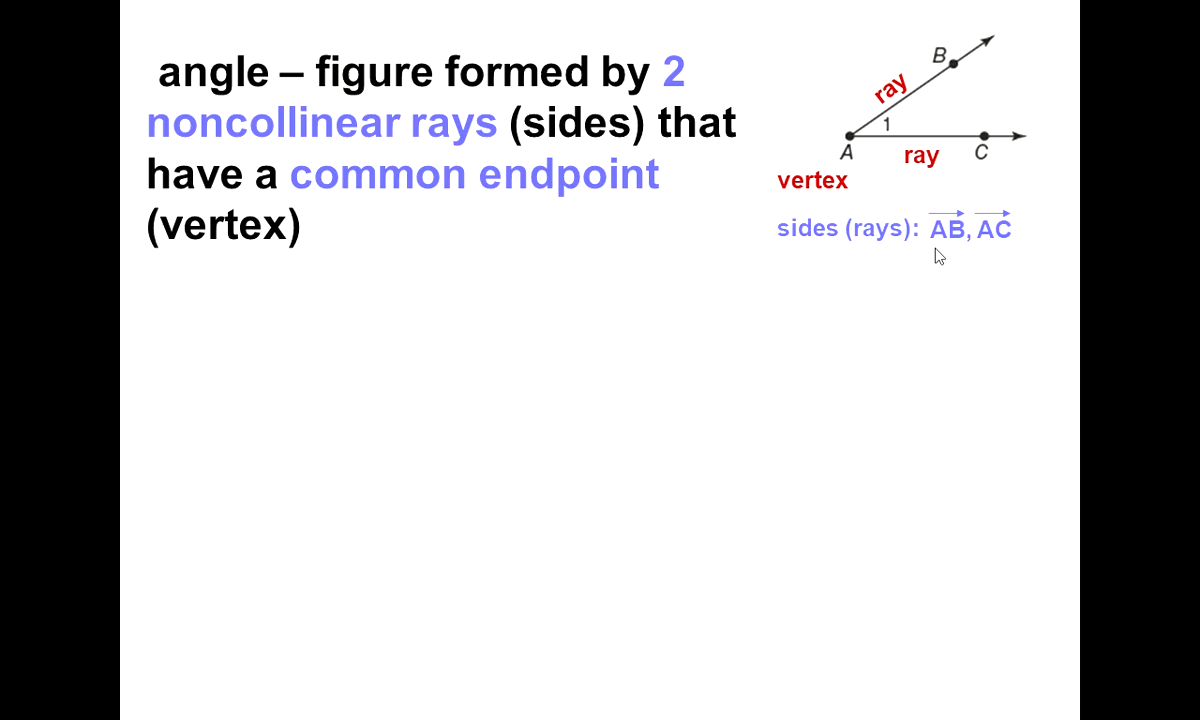 angle – figure formed by 2
noncollinear rays (sides) that
have a common endpoint
(vertex)
B
ray
1
A
ray
C
vertex
sides (rays): AB, AC